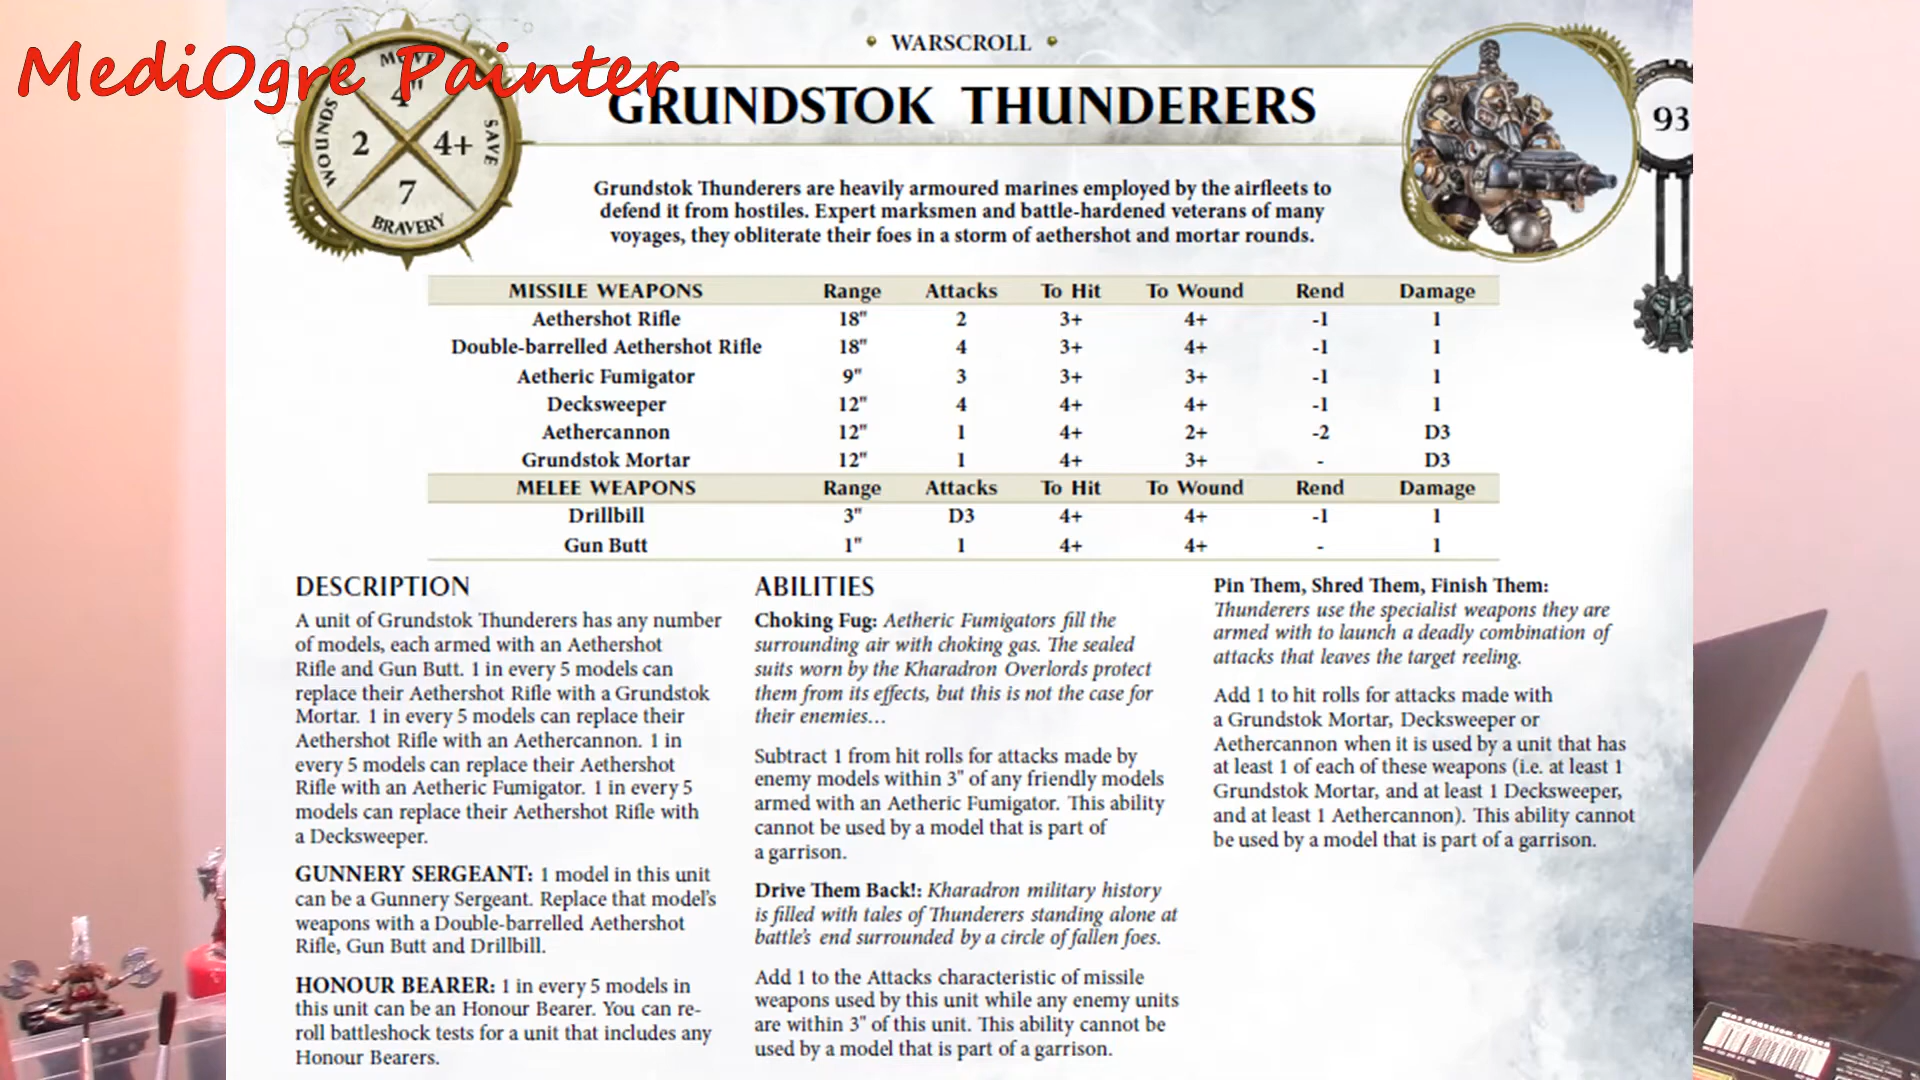 MediOgre Painter
WARSCROLL
GRUNDSTOK THUNDERERS
93
MOVE
4"
WOUNDS
2
4+
SAVE
7
BRAVERY
Grundstok Thunderers are heavily armoured marines employed by the airfleets to
defend it from hostiles. Expert marksmen and battle-hardened veterans of many
voyages, they obliterate their foes in a storm of aethershot and mortar rounds.
MISSILE WEAPONS Range Attacks To Hit To Wound Rend Damage
Aethershot Rifle 18" 2 3+ 4+ -1 1
Double-barrelled Aethershot Rifle 18" 4 3+ 4+ -1 1
Aetheric Fumigator 9" 3 3+ 3+ -1 1
Decksweeper 12" 4 4+ 4+ -1 1
Aethercannon 12" 1 4+ 2+ -2 D3
Grundstok Mortar 12" 1 4+ 3+ - D3
MELEE WEAPONS Range Attacks To Hit To Wound Rend Damage
Drillbill 3" D3 4+ 4+ -1 1
Gun Butt 1" 1 4+ 4+ - 1
DESCRIPTION
A unit of Grundstok Thunderers has any number
of models, each armed with an Aethershot
Rifle and Gun Butt. 1 in every 5 models can
replace their Aethershot Rifle with a Grundstok
Mortar. 1 in every 5 models can replace their
Aethershot Rifle with an Aethercannon. 1 in
every 5 models can replace their Aethershot
Rifle with an Aetheric Fumigator. 1 in every 5
models can replace their Aethershot Rifle with
a Decksweeper.
GUNNERY SERGEANT: 1 model in this unit
can be a Gunnery Sergeant. Replace that model's
weapons with a Double-barrelled Aethershot
Rifle, Gun Butt and Drillbill.
HONOUR BEARER: 1 in every 5 models in
this unit can be an Honour Bearer. You can re-
roll battleshock tests for a unit that includes any
Honour Bearers.
ABILITIES
Choking Fug: Aetheric Fumigators fill the
surrounding air with choking gas. The sealed
suits worn by the Kharadron Overlords protect
them from its effects, but this is not the case for
their enemies…
Subtract 1 from hit rolls for attacks made by
enemy models within 3" of any friendly models
armed with an Aetheric Fumigator. This ability
cannot be used by a model that is part of
a garrison.
Drive Them Back!: Kharadron military history
is filled with tales of Thunderers standing alone at
battle's end surrounded by a circle of fallen foes.
Add 1 to the Attacks characteristic of missile
weapons used by this unit while any enemy units
are within 3" of this unit. This ability cannot be
used by a model that is part of a garrison.
Pin Them, Shred Them, Finish Them:
Thunderers use the specialist weapons they are
armed with to launch a deadly combination of
attacks that leaves the target reeling.
Add 1 to hit rolls for attacks made with
a Grundstok Mortar, Decksweeper or
Aethercannon when it is used by a unit that has
at least 1 of each of these weapons (i.e. at least 1
Grundstok Mortar, and at least 1 Decksweeper,
and at least 1 Aethercannon). This ability cannot
be used by a model that is part of a garrison.